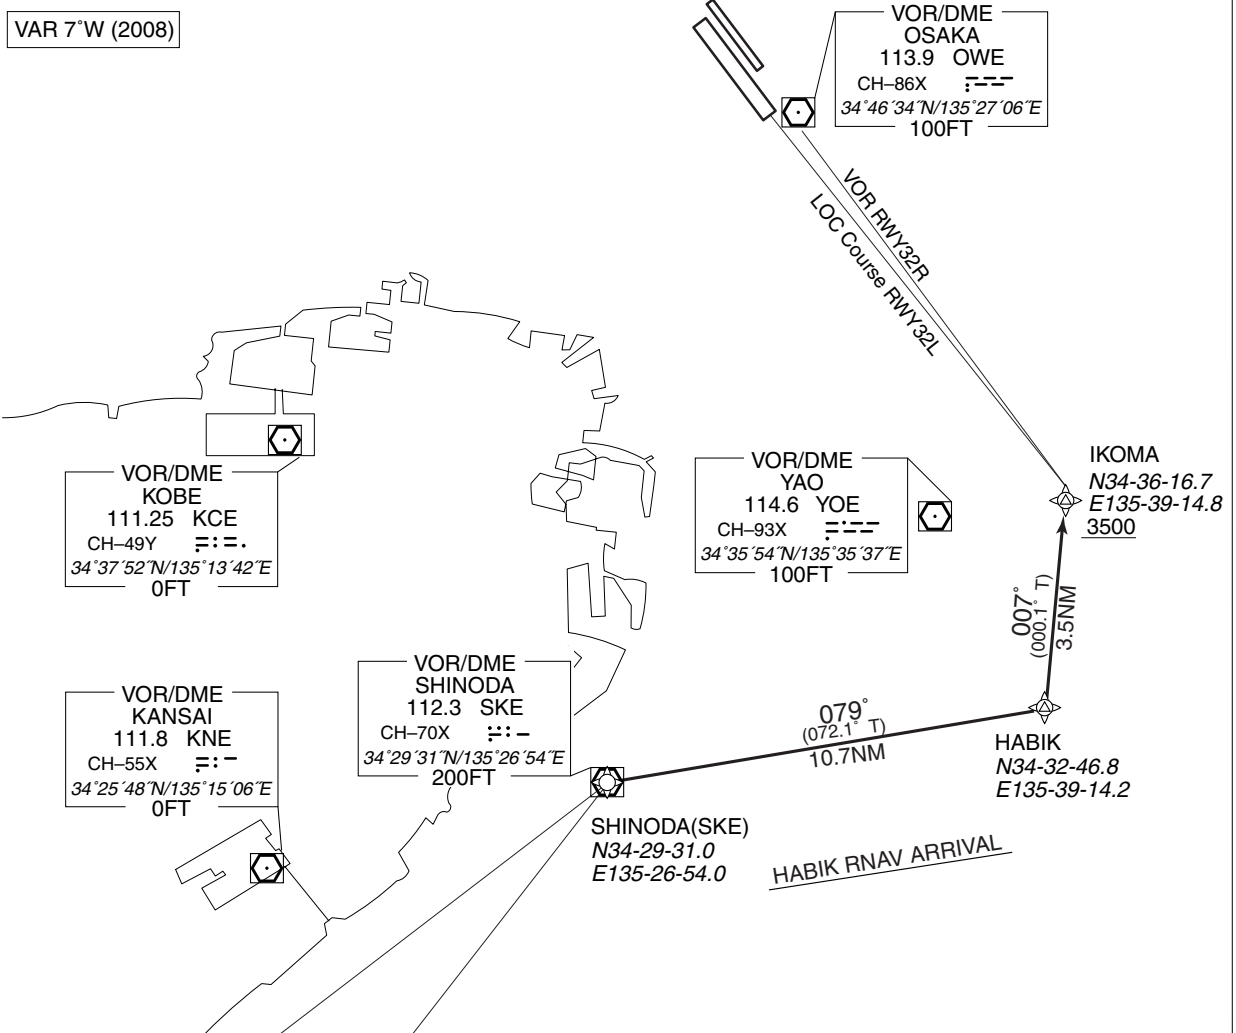 VAR 7˚W (2008)
VOR/DME
OSAKA
113.9 OWE
CH–86X
34˚46´34˝N/135˚27´06˝E
100FT
VOR RWY32R
LOC Course RWY32L
IKOMA
N34-36-16.7
E135-39-14.8
3500
VOR/DME
KOBE
111.25 KCE
CH–49Y
34˚37´52˝N/135˚13´42˝E
0FT
VOR/DME
YAO
114.6 YOE
CH–93X
34˚35´54˝N/135˚35´37˝E
100FT
007˚
(000.1˚ T)
3.5NM
VOR/DME
SHINODA
112.3 SKE
CH–70X
34˚29´31˝N/135˚26´54˝E
200FT
VOR/DME
KANSAI
111.8 KNE
CH–55X
34˚25´48˝N/135˚15´06˝E
0FT
079˚
(072.1˚ T)
10.7NM
HABIK
N34-32-46.8
E135-39-14.2
SHINODA(SKE)
N34-29-31.0
E135-26-54.0
HABIK RNAV ARRIVAL